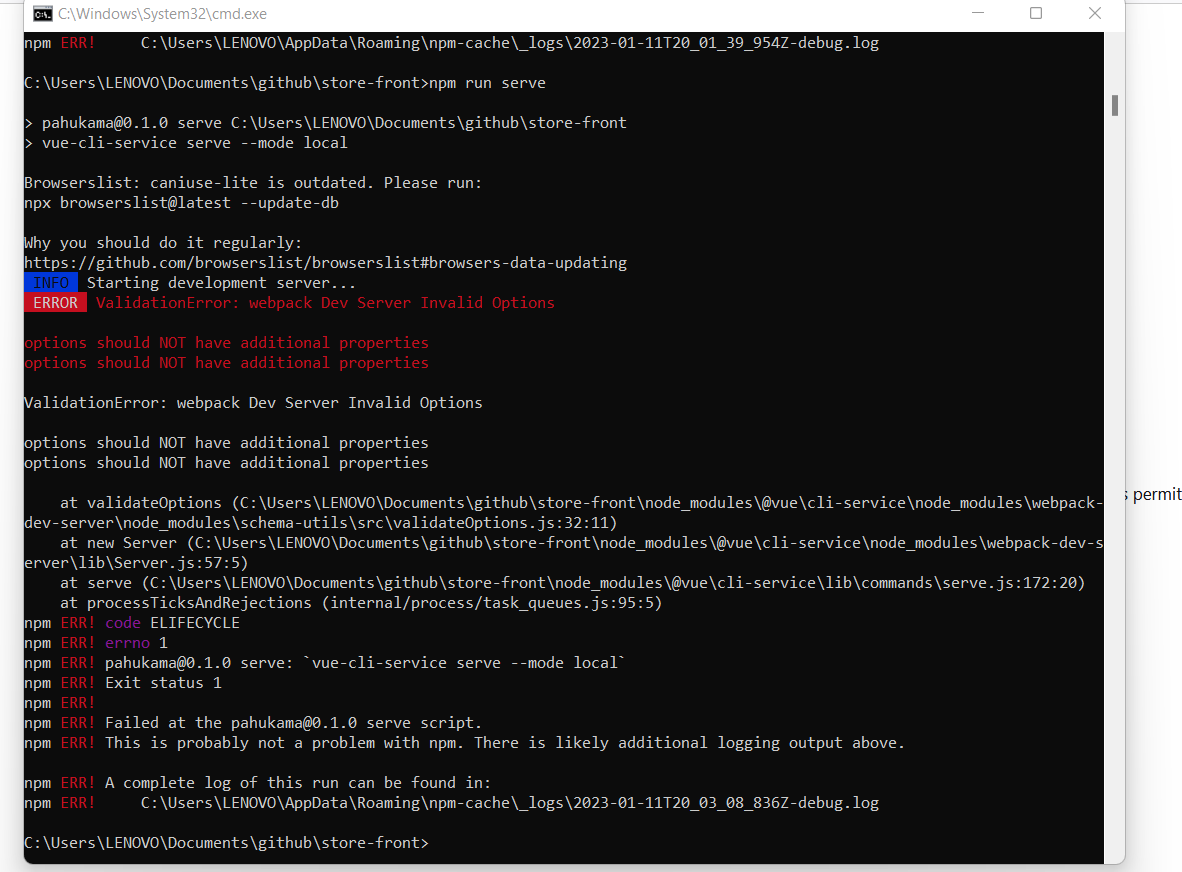 C:\Windows\System32\cmd.exe
npm ERR!     C:\Users\LENOVO\AppData\Roaming\npm-cache\_logs\2023-01-11T20_01_39_954Z-debug.log
C:\Users\LENOVO\Documents\github\store-front>npm run serve
> pahukama@0.1.0 serve C:\Users\LENOVO\Documents\github\store-front
> vue-cli-service serve --mode local
Browserslist: caniuse-lite is outdated. Please run:
npx browserslist@latest --update-db
Why you should do it regularly:
https://github.com/browserslist/browserslist#browsers-data-updating
INFO  Starting development server...
ERROR  ValidationError: webpack Dev Server Invalid Options
options should NOT have additional properties
options should NOT have additional properties
ValidationError: webpack Dev Server Invalid Options
options should NOT have additional properties
options should NOT have additional properties
    at validateOptions (C:\Users\LENOVO\Documents\github\store-front\node_modules\@vue\cli-service\node_modules\webpack-
dev-server\node_modules\schema-utils\src\validateOptions.js:32:11)
    at new Server (C:\Users\LENOVO\Documents\github\store-front\node_modules\@vue\cli-service\node_modules\webpack-dev-s
erver\lib\Server.js:57:5)
    at serve (C:\Users\LENOVO\Documents\github\store-front\node_modules\@vue\cli-service\lib\commands\serve.js:172:20)
    at processTicksAndRejections (internal/process/task_queues.js:95:5)
npm ERR! code ELIFECYCLE
npm ERR! errno 1
npm ERR! pahukama@0.1.0 serve: `vue-cli-service serve --mode local`
npm ERR! Exit status 1
npm ERR!
npm ERR! Failed at the pahukama@0.1.0 serve script.
npm ERR! This is probably not a problem with npm. There is likely additional logging output above.
npm ERR! A complete log of this run can be found in:
npm ERR!     C:\Users\LENOVO\AppData\Roaming\npm-cache\_logs\2023-01-11T20_03_08_836Z-debug.log
C:\Users\LENOVO\Documents\github\store-front>
s permit